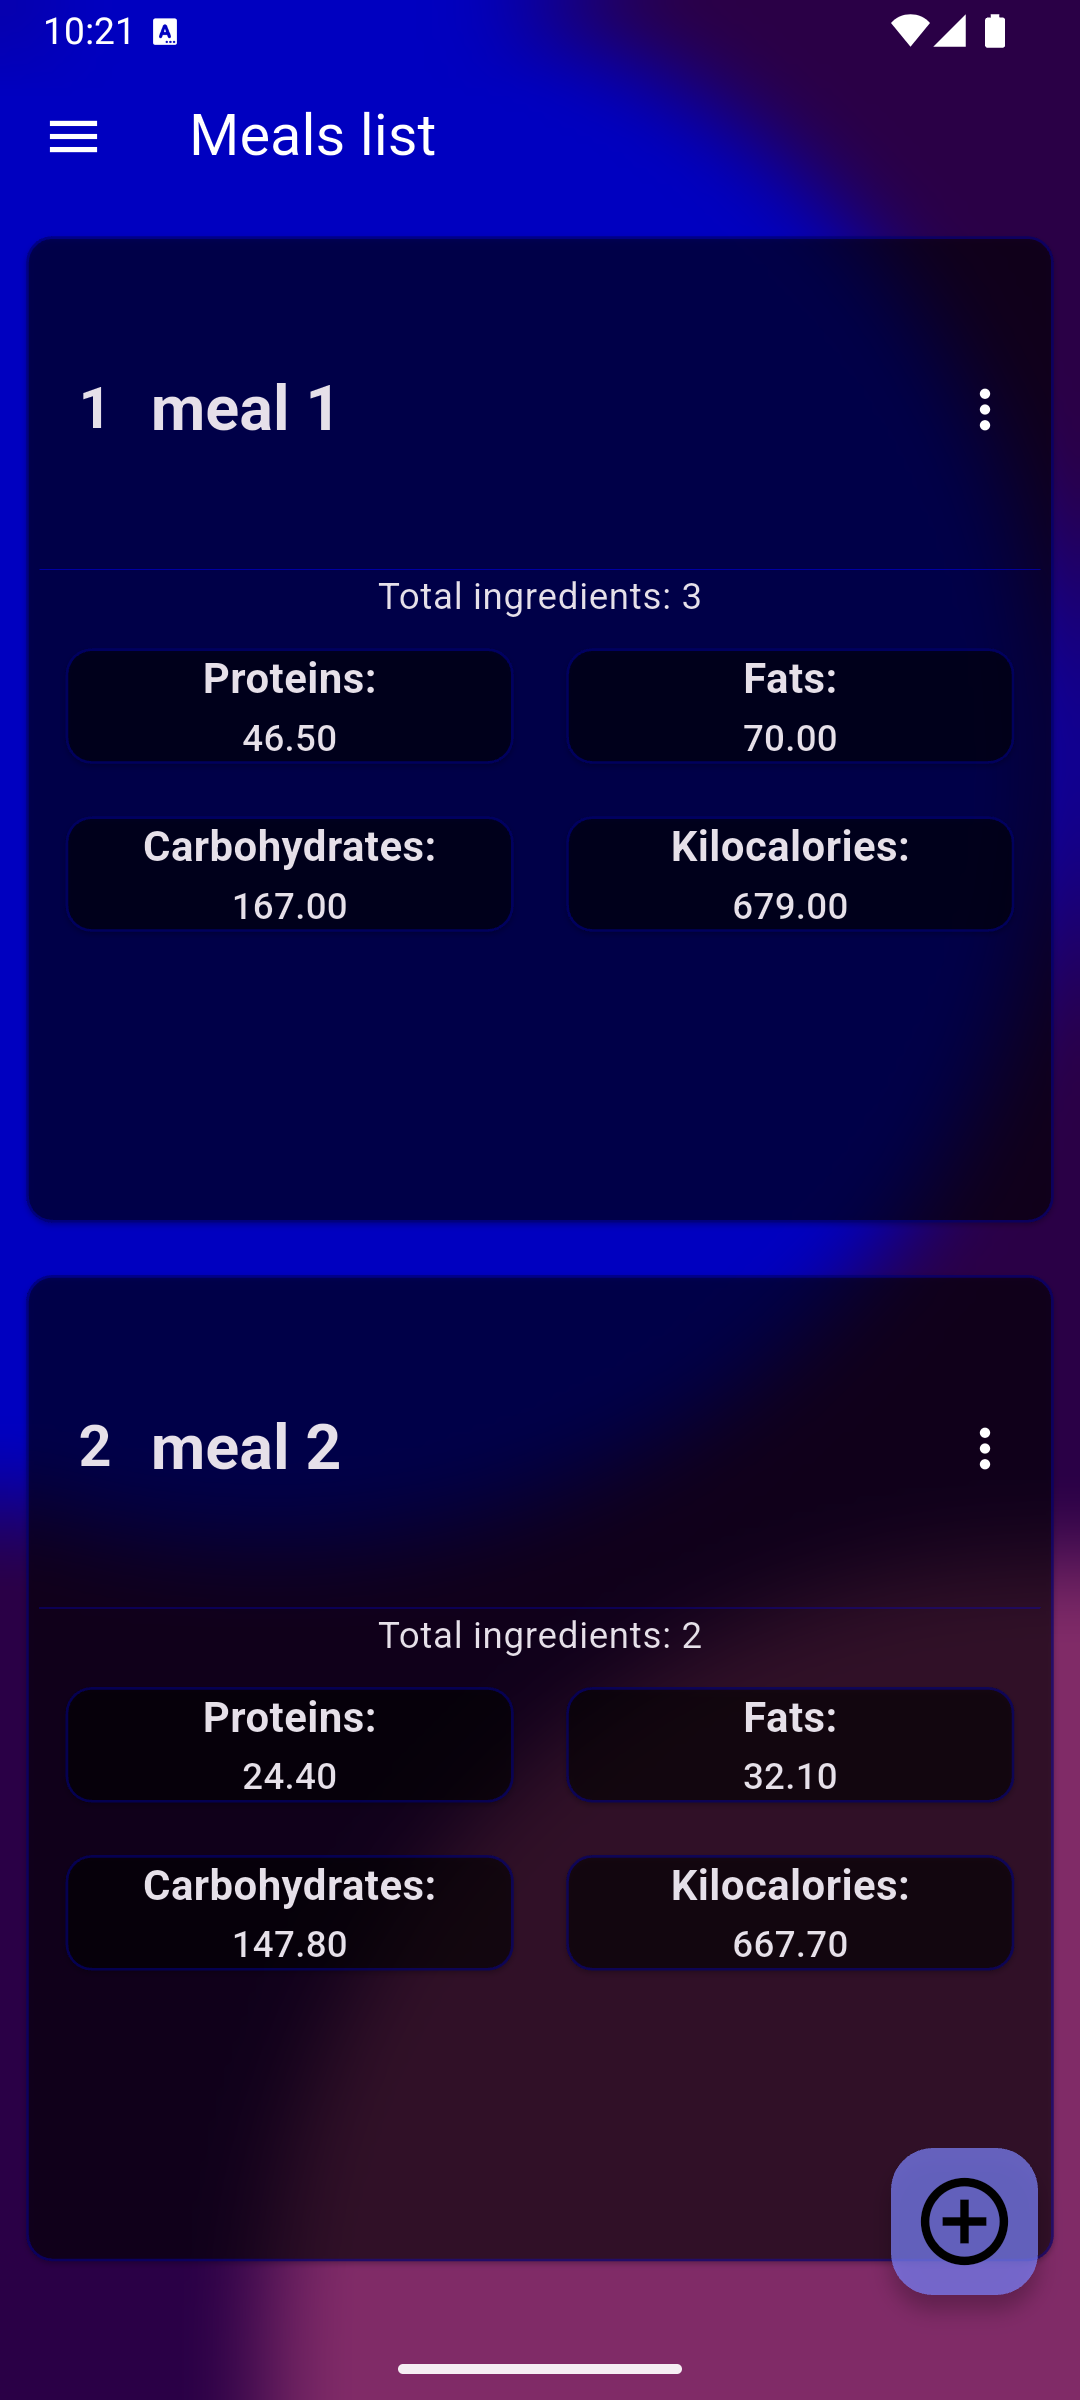 10:21
Meals list
1 meal 1
Total ingredients: 3
Proteins: Fats:
46.50 70.00
Carbohydrates: Kilocalories:
167.00 679.00
2 meal 2
Total ingredients: 2
Proteins: Fats:
24.40 32.10
Carbohydrates: Kilocalories:
147.80 667.70